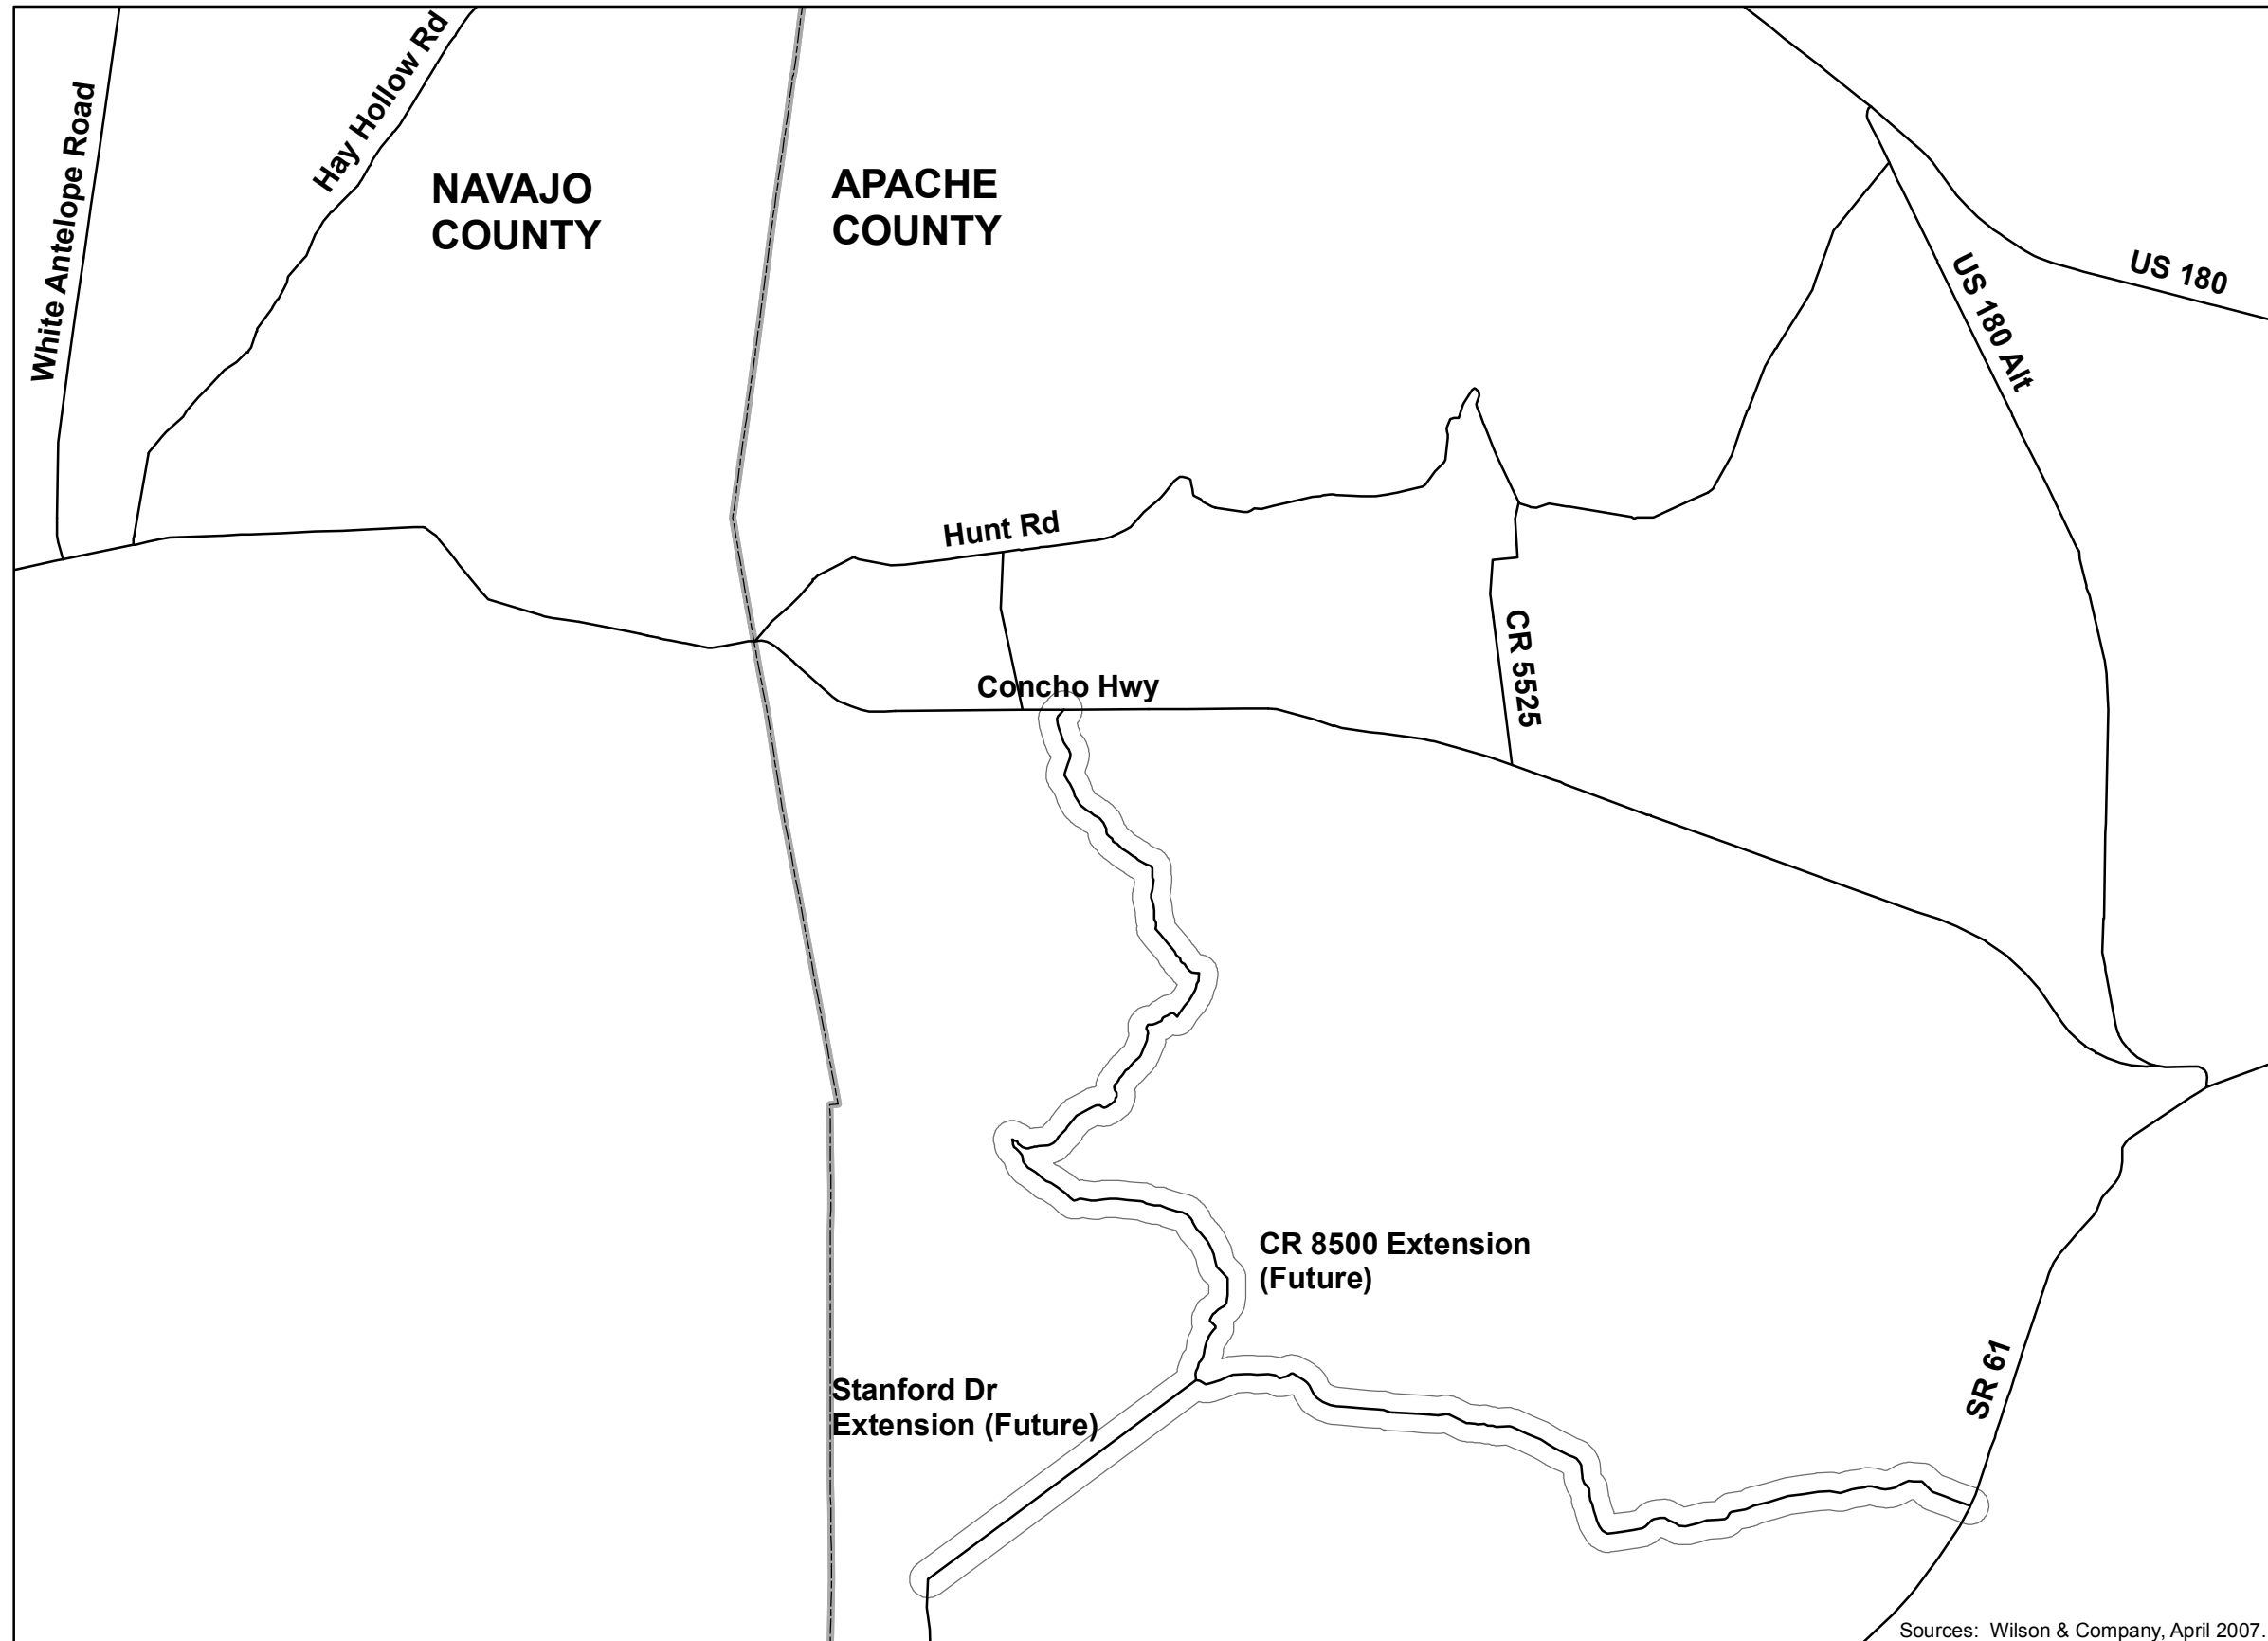 White Antelope Road
Hay Hollow Rd
NAVAJO
COUNTY
APACHE
COUNTY
US 180
US 180 Alt
Hunt Rd
CR 5525
Concho Hwy
CR 8500 Extension
(Future)
Stanford Dr
Extension (Future)
SR 61
Sources: Wilson & Company, April 2007.